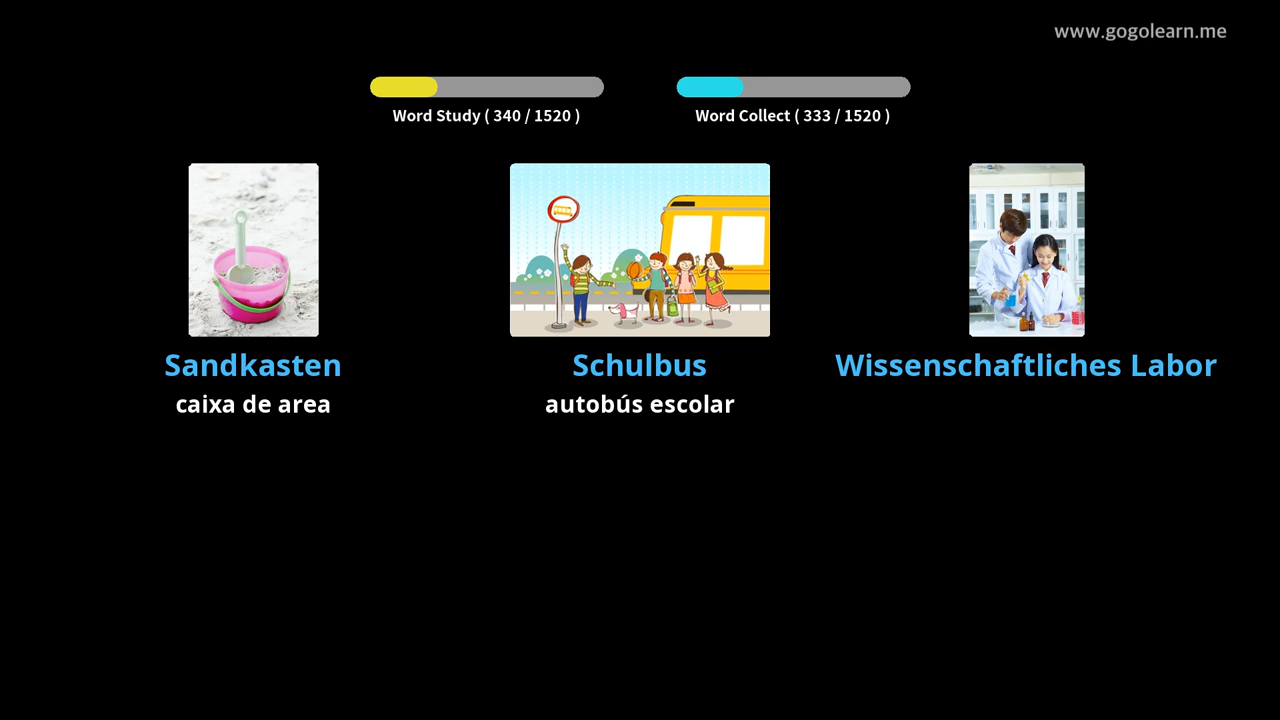 www.gogolearn.me
Word Study ( 340 / 1520 )
Word Collect ( 333 / 1520 )
Sandkasten
caixa de area
Schulbus
autobús escolar
Wissenschaftliches Labor